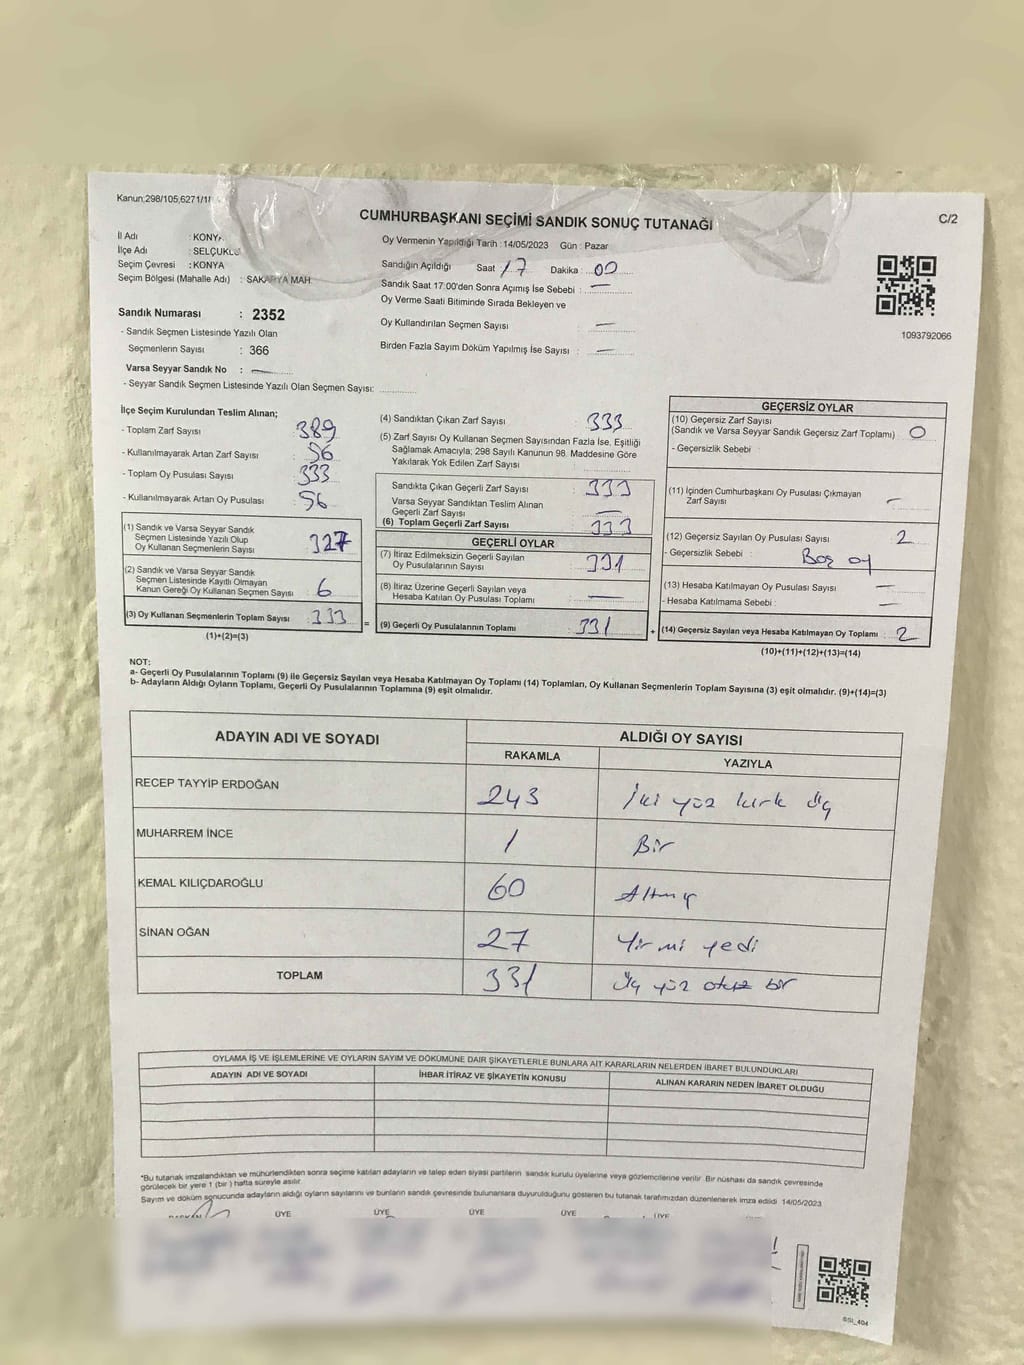 Kanun;298/105,6271/1
CUMHURBAŞKANI SEÇİMİ SANDIK SONUÇ TUTANAĞI
C/2
İl Adı : KONYA
İlçe Adı : SELÇUKLU
Seçim Çevresi : KONYA
Seçim Bölgesi (Mahalle Adı) : SAKARYA MAH.
Sandık Numarası : 2352
- Sandık Seçmen Listesinde Yazılı Olan
Seçmenlerin Sayısı : 366
Varsa Seyyar Sandık No : —
- Seyyar Sandık Seçmen Listesinde Yazılı Olan Seçmen Sayısı:
Oy Vermenin Yapıldığı Tarih : 14/05/2023 Gün : Pazar
Sandığın Açıldığı Saat : 17 Dakika : 00
Sandık Saat 17:00'den Sonra Açımış İse Sebebi : —
Oy Verme Saati Bitiminde Sırada Bekleyen ve
Oy Kullandırılan Seçmen Sayısı : —
Birden Fazla Sayım Döküm Yapılmış İse Sayısı : —
1093792066
İlçe Seçim Kurulundan Teslim Alınan;
- Toplam Zarf Sayısı : 389
- Kullanılmayarak Artan Zarf Sayısı : 56
- Toplam Oy Pusulası Sayısı : 333
- Kullanılmayarak Artan Oy Pusulası : 56
(1) Sandık ve Varsa Seyyar Sandık
Seçmen Listesinde Yazılı Olup
Oy Kullanan Seçmenlerin Sayısı : 327
(2) Sandık ve Varsa Seyyar Sandık
Seçmen Listesinde Kayıtlı Olmayan
Kanun Gereği Oy Kullanan Seçmen Sayısı : 6
(3) Oy Kullanan Seçmenlerin Toplam Sayısı : 333
(1)+(2)=(3)
=
(4) Sandıktan Çıkan Zarf Sayısı : 333
(5) Zarf Sayısı Oy Kullanan Seçmen Sayısından Fazla İse, Eşitliği
Sağlamak Amacıyla; 298 Sayılı Kanunun 98. Maddesine Göre
Yakılarak Yok Edilen Zarf Sayısı :
Sandıkta Çıkan Geçerli Zarf Sayısı : 333
Varsa Seyyar Sandıktan Teslim Alınan
Geçerli Zarf Sayısı : —
(6) Toplam Geçerli Zarf Sayısı : 333
GEÇERLİ OYLAR
(7) İtiraz Edilmeksizin Geçerli Sayılan
Oy Pusulalarının Sayısı : 331
(8) İtiraz Üzerine Geçerli Sayılan veya
Hesaba Katılan Oy Pusulası Toplamı : —
(9) Geçerli Oy Pusulalarının Toplamı : 331
+
GEÇERSİZ OYLAR
(10) Geçersiz Zarf Sayısı
(Sandık ve Varsa Seyyar Sandık Geçersiz Zarf Toplamı) : 0
- Geçersizlik Sebebi :
(11) İçinden Cumhurbaşkanı Oy Pusulası Çıkmayan
Zarf Sayısı : —
(12) Geçersiz Sayılan Oy Pusulası Sayısı : 2
- Geçersizlik Sebebi : Boş oy
(13) Hesaba Katılmayan Oy Pusulası Sayısı : —
- Hesaba Katılmama Sebebi : —
(14) Geçersiz Sayılan veya Hesaba Katılmayan Oy Toplamı : 2
(10)+(11)+(12)+(13)=(14)
NOT:
a- Geçerli Oy Pusulalarının Toplamı (9) ile Geçersiz Sayılan veya Hesaba Katılmayan Oy Toplamı (14) Toplamları, Oy Kullanan Seçmenlerin Toplam Sayısına (3) eşit olmalıdır. (9)+(14)=(3)
b- Adayların Aldığı Oyların Toplamı, Geçerli Oy Pusulalarının Toplamına (9) eşit olmalıdır.
ADAYIN ADI VE SOYADI ALDIĞI OY SAYISI
RAKAMLA YAZIYLA
RECEP TAYYİP ERDOĞAN 243 İki yüz kırk üç
MUHARREM İNCE 1 Bir
KEMAL KILIÇDAROĞLU 60 Altmış
SİNAN OĞAN 27 Yirmi yedi
TOPLAM 331 Üç yüz otuz bir
OYLAMA İŞ VE İŞLEMLERİNE VE OYLARIN SAYIM VE DÖKÜMÜNE DAİR ŞİKAYETLERLE BUNLARA AİT KARARLARIN NELERDEN İBARET BULUNDUKLARI
ADAYIN ADI VE SOYADI İHBAR İTİRAZ VE ŞİKAYETİN KONUSU ALINAN KARARIN NEDEN İBARET OLDUĞU
*Bu tutanak imzalandıktan ve mühürlendikten sonra seçime katılan adayların ve talep eden siyasi partilerin sandık kurulu üyelerine veya gözlemcilerine verilir. Bir nüshası da sandık çevresinde
görülecek bir yere 1 (bir ) hafta süreyle asılır.
Sayım ve döküm sonucunda adayların aldığı oyların sayılarını ve bunların sandık çevresinde bulunanlara duyurulduğunu gösteren bu tutanak tarafımızdan düzenlenerek imza edildi. 14/05/2023
BAŞKAN ÜYE ÜYE ÜYE ÜYE ÜYE
SSI_404